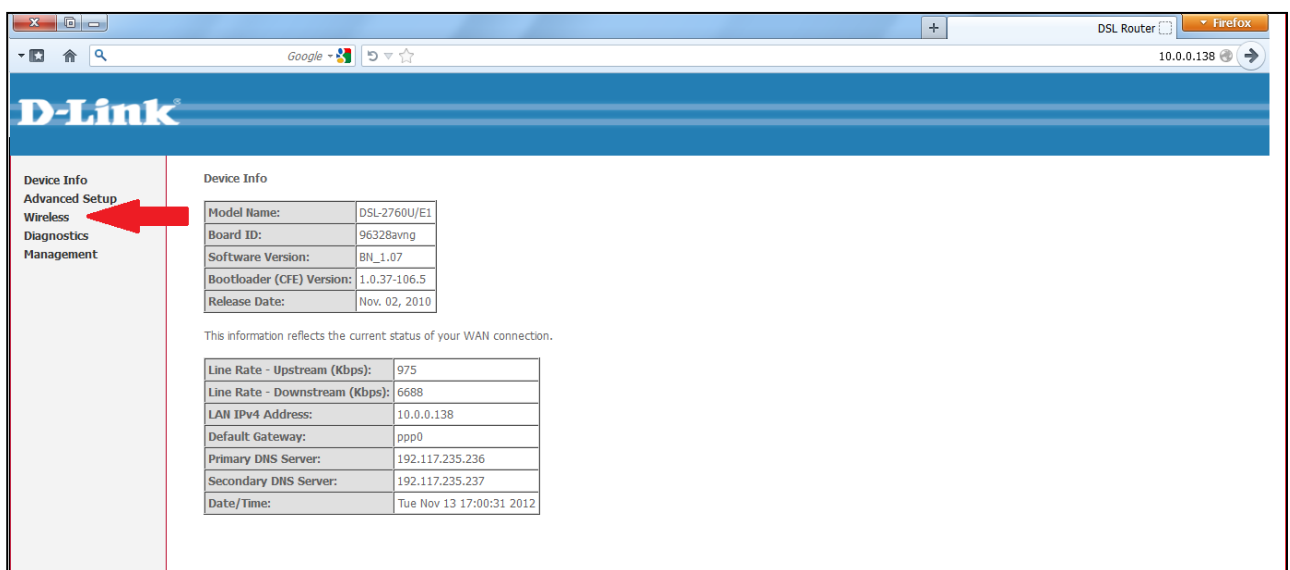 DSL Router
Firefox
Google
10.0.0.138
D-Link®
Device Info
Advanced Setup
Wireless
Diagnostics
Management
Device Info
Model Name: DSL-2760U/E1
Board ID: 96328avng
Software Version: BN_1.07
Bootloader (CFE) Version: 1.0.37-106.5
Release Date: Nov. 02, 2010
This information reflects the current status of your WAN connection.
Line Rate - Upstream (Kbps): 975
Line Rate - Downstream (Kbps): 6688
LAN IPv4 Address: 10.0.0.138
Default Gateway: ppp0
Primary DNS Server: 192.117.235.236
Secondary DNS Server: 192.117.235.237
Date/Time: Tue Nov 13 17:00:31 2012